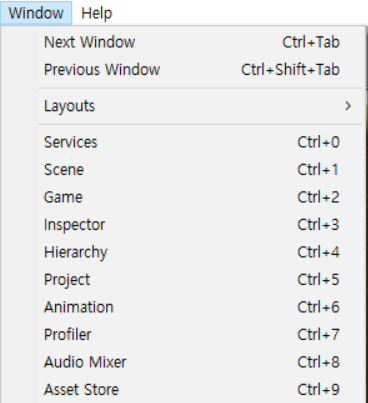 Window Help
Next Window Ctrl+Tab
Previous Window Ctrl+Shift+Tab
Layouts >
Services Ctrl+0
Scene Ctrl+1
Game Ctrl+2
Inspector Ctrl+3
Hierarchy Ctrl+4
Project Ctrl+5
Animation Ctrl+6
Profiler Ctrl+7
Audio Mixer Ctrl+8
Asset Store Ctrl+9